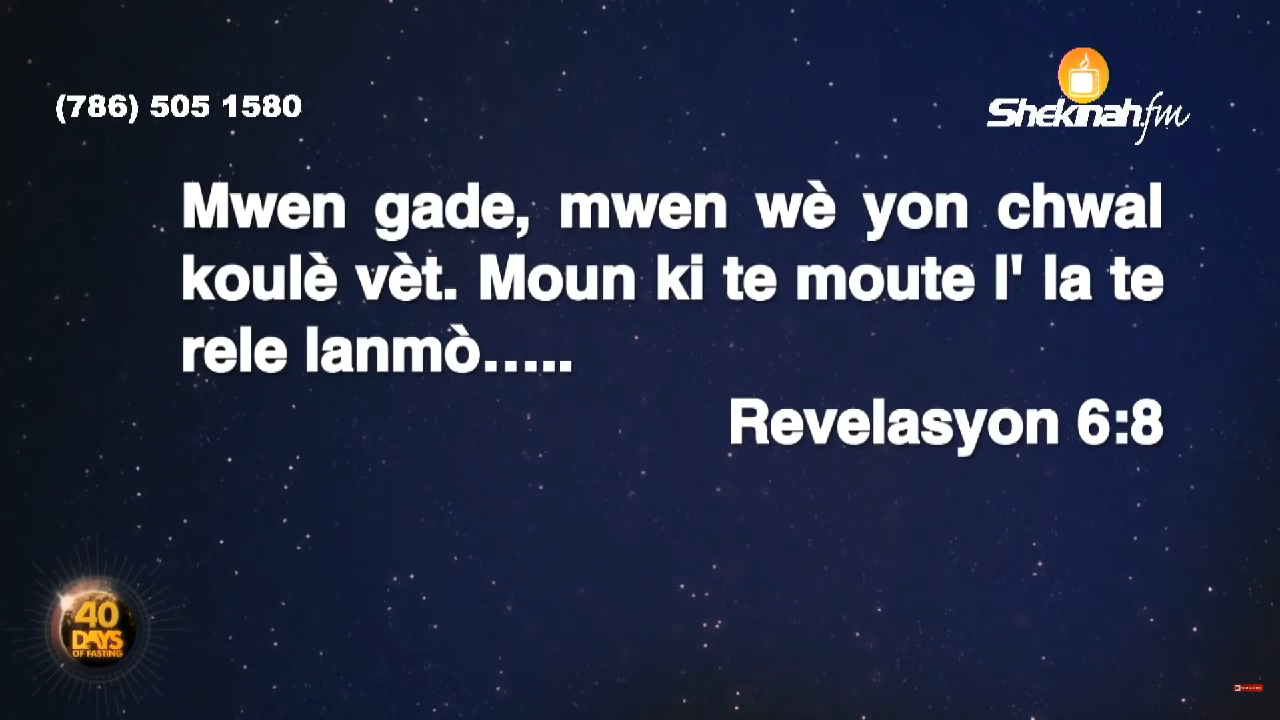 (786) 505 1580
Shekinah.fm
Mwen gade, mwen wè yon chwal
koulè vèt. Moun ki te moute l' la te
rele lanmò.....
Revelasyon 6:8
40
DAYS
OF FASTING